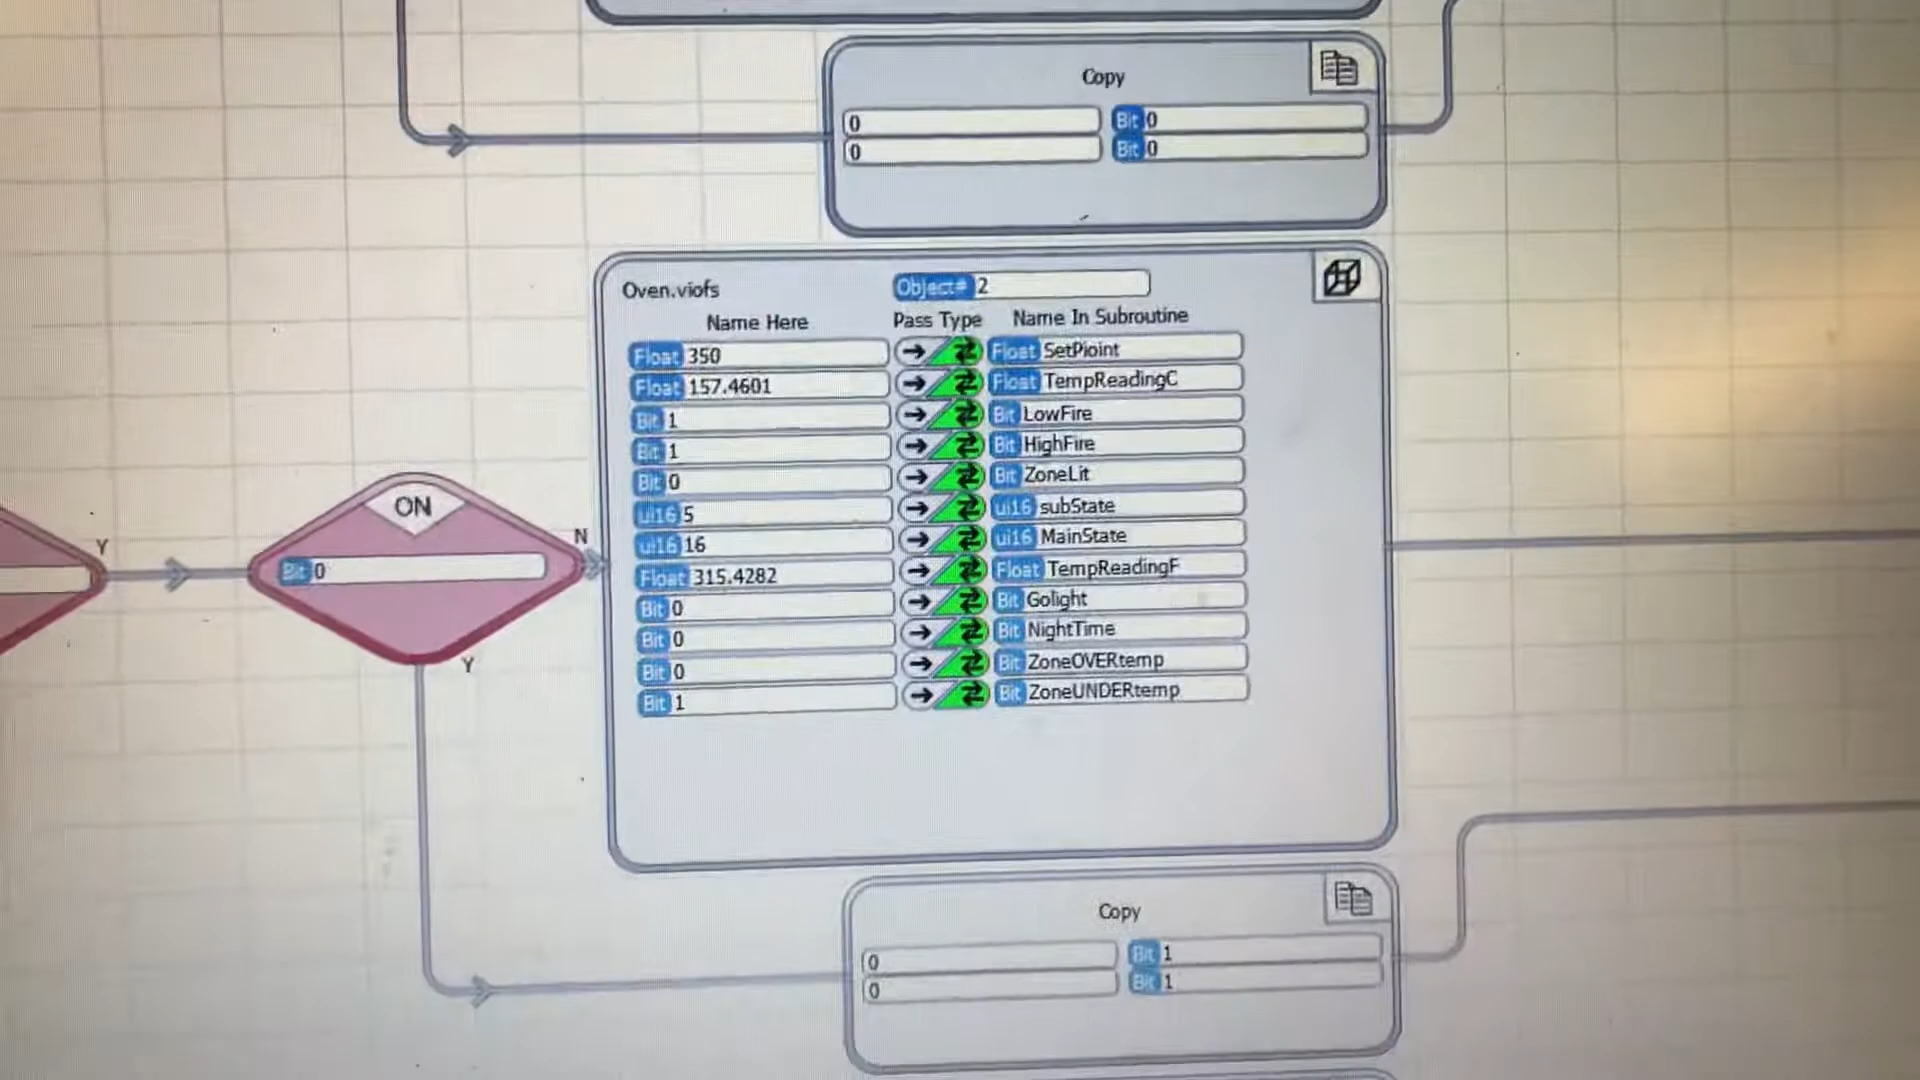 Copy
0 Bit 0
0 Bit 0
Oven.viofs Object# 2
Name Here Pass Type Name In Subroutine
Float 350 Float SetPioint
Float 157.4601 Float TempReadingC
Bit 1 Bit LowFire
Bit 1 Bit HighFire
Bit 0 Bit ZoneLit
ui16 5 ui16 subState
ui16 16 ui16 MainState
Float 315.4282 Float TempReadingF
Bit 0 Bit Golight
Bit 0 Bit NightTime
Bit 0 Bit ZoneOVERtemp
Bit 1 Bit ZoneUNDERtemp
Y
ON
N
Bit 0
Y
Copy
0 Bit 1
0 Bit 1